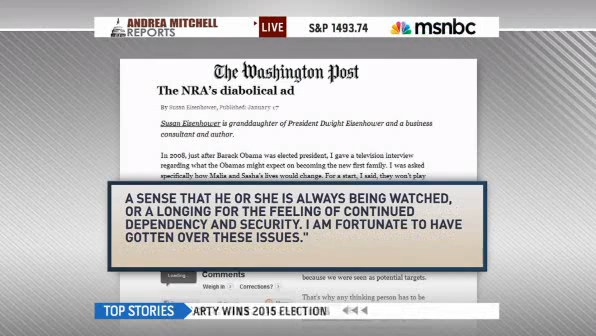 ANDREA MITCHELL
REPORTS
LIVE
S&P 1493.74
msnbc
The Washington Post
The NRA's diabolical ad
By Susan Eisenhower, Published: January 17
Susan Eisenhower is granddaughter of President Dwight Eisenhower and a business
consultant and author.
In 2008, just after Barack Obama was elected president, I gave a television interview
regarding what the Obamas might expect on becoming the new first family. I was asked
specifically how Malia and Sasha's lives would change. For a start, I said, they won't play
A SENSE THAT HE OR SHE IS ALWAYS BEING WATCHED,
OR A LONGING FOR THE FEELING OF CONTINUED
DEPENDENCY AND SECURITY. I AM FORTUNATE TO HAVE
GOTTEN OVER THESE ISSUES."
Loading...
Comments
Weigh In
Corrections?
because we were seen as potential targets.
That's why any thinking person has to be
TOP STORIES
ARTY WINS 2015 ELECTION